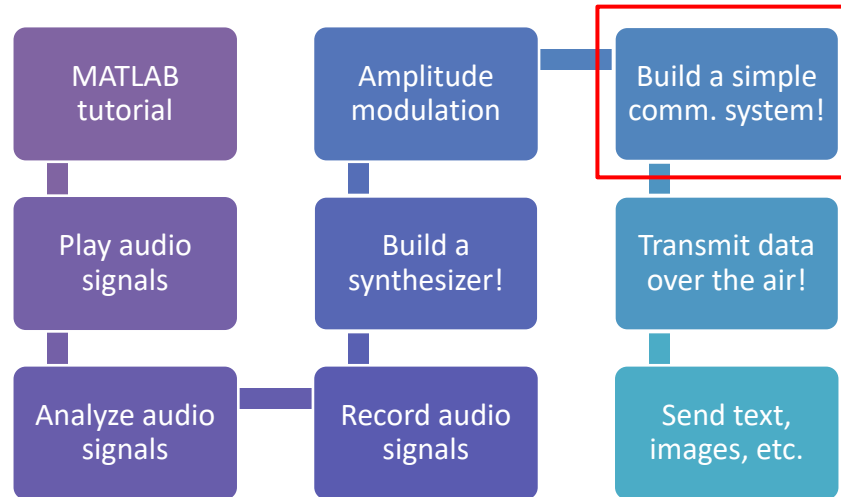 MATLAB
tutorial
Play audio
signals
Analyze audio
signals
Record audio
signals
Build a
synthesizer!
Amplitude
modulation
Build a simple
comm. system!
Transmit data
over the air!
Send text,
images, etc.